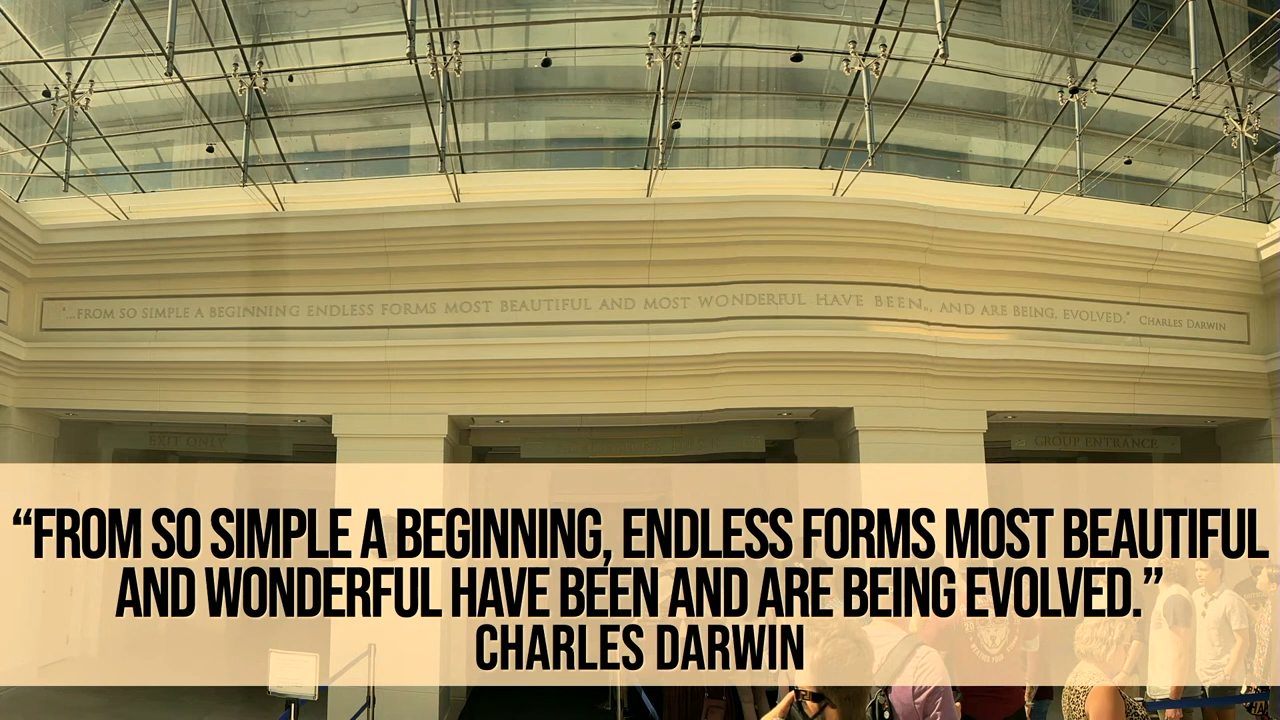 "...FROM SO SIMPLE A BEGINNING ENDLESS FORMS MOST BEAUTIFUL AND MOST WONDERFUL HAVE BEEN,, AND ARE BEING, EVOLVED." CHARLES DARWIN
EXIT ONLY
GROUP ENTRANCE
“FROM SO SIMPLE A BEGINNING, ENDLESS FORMS MOST BEAUTIFUL
AND WONDERFUL HAVE BEEN AND ARE BEING EVOLVED.”
CHARLES DARWIN